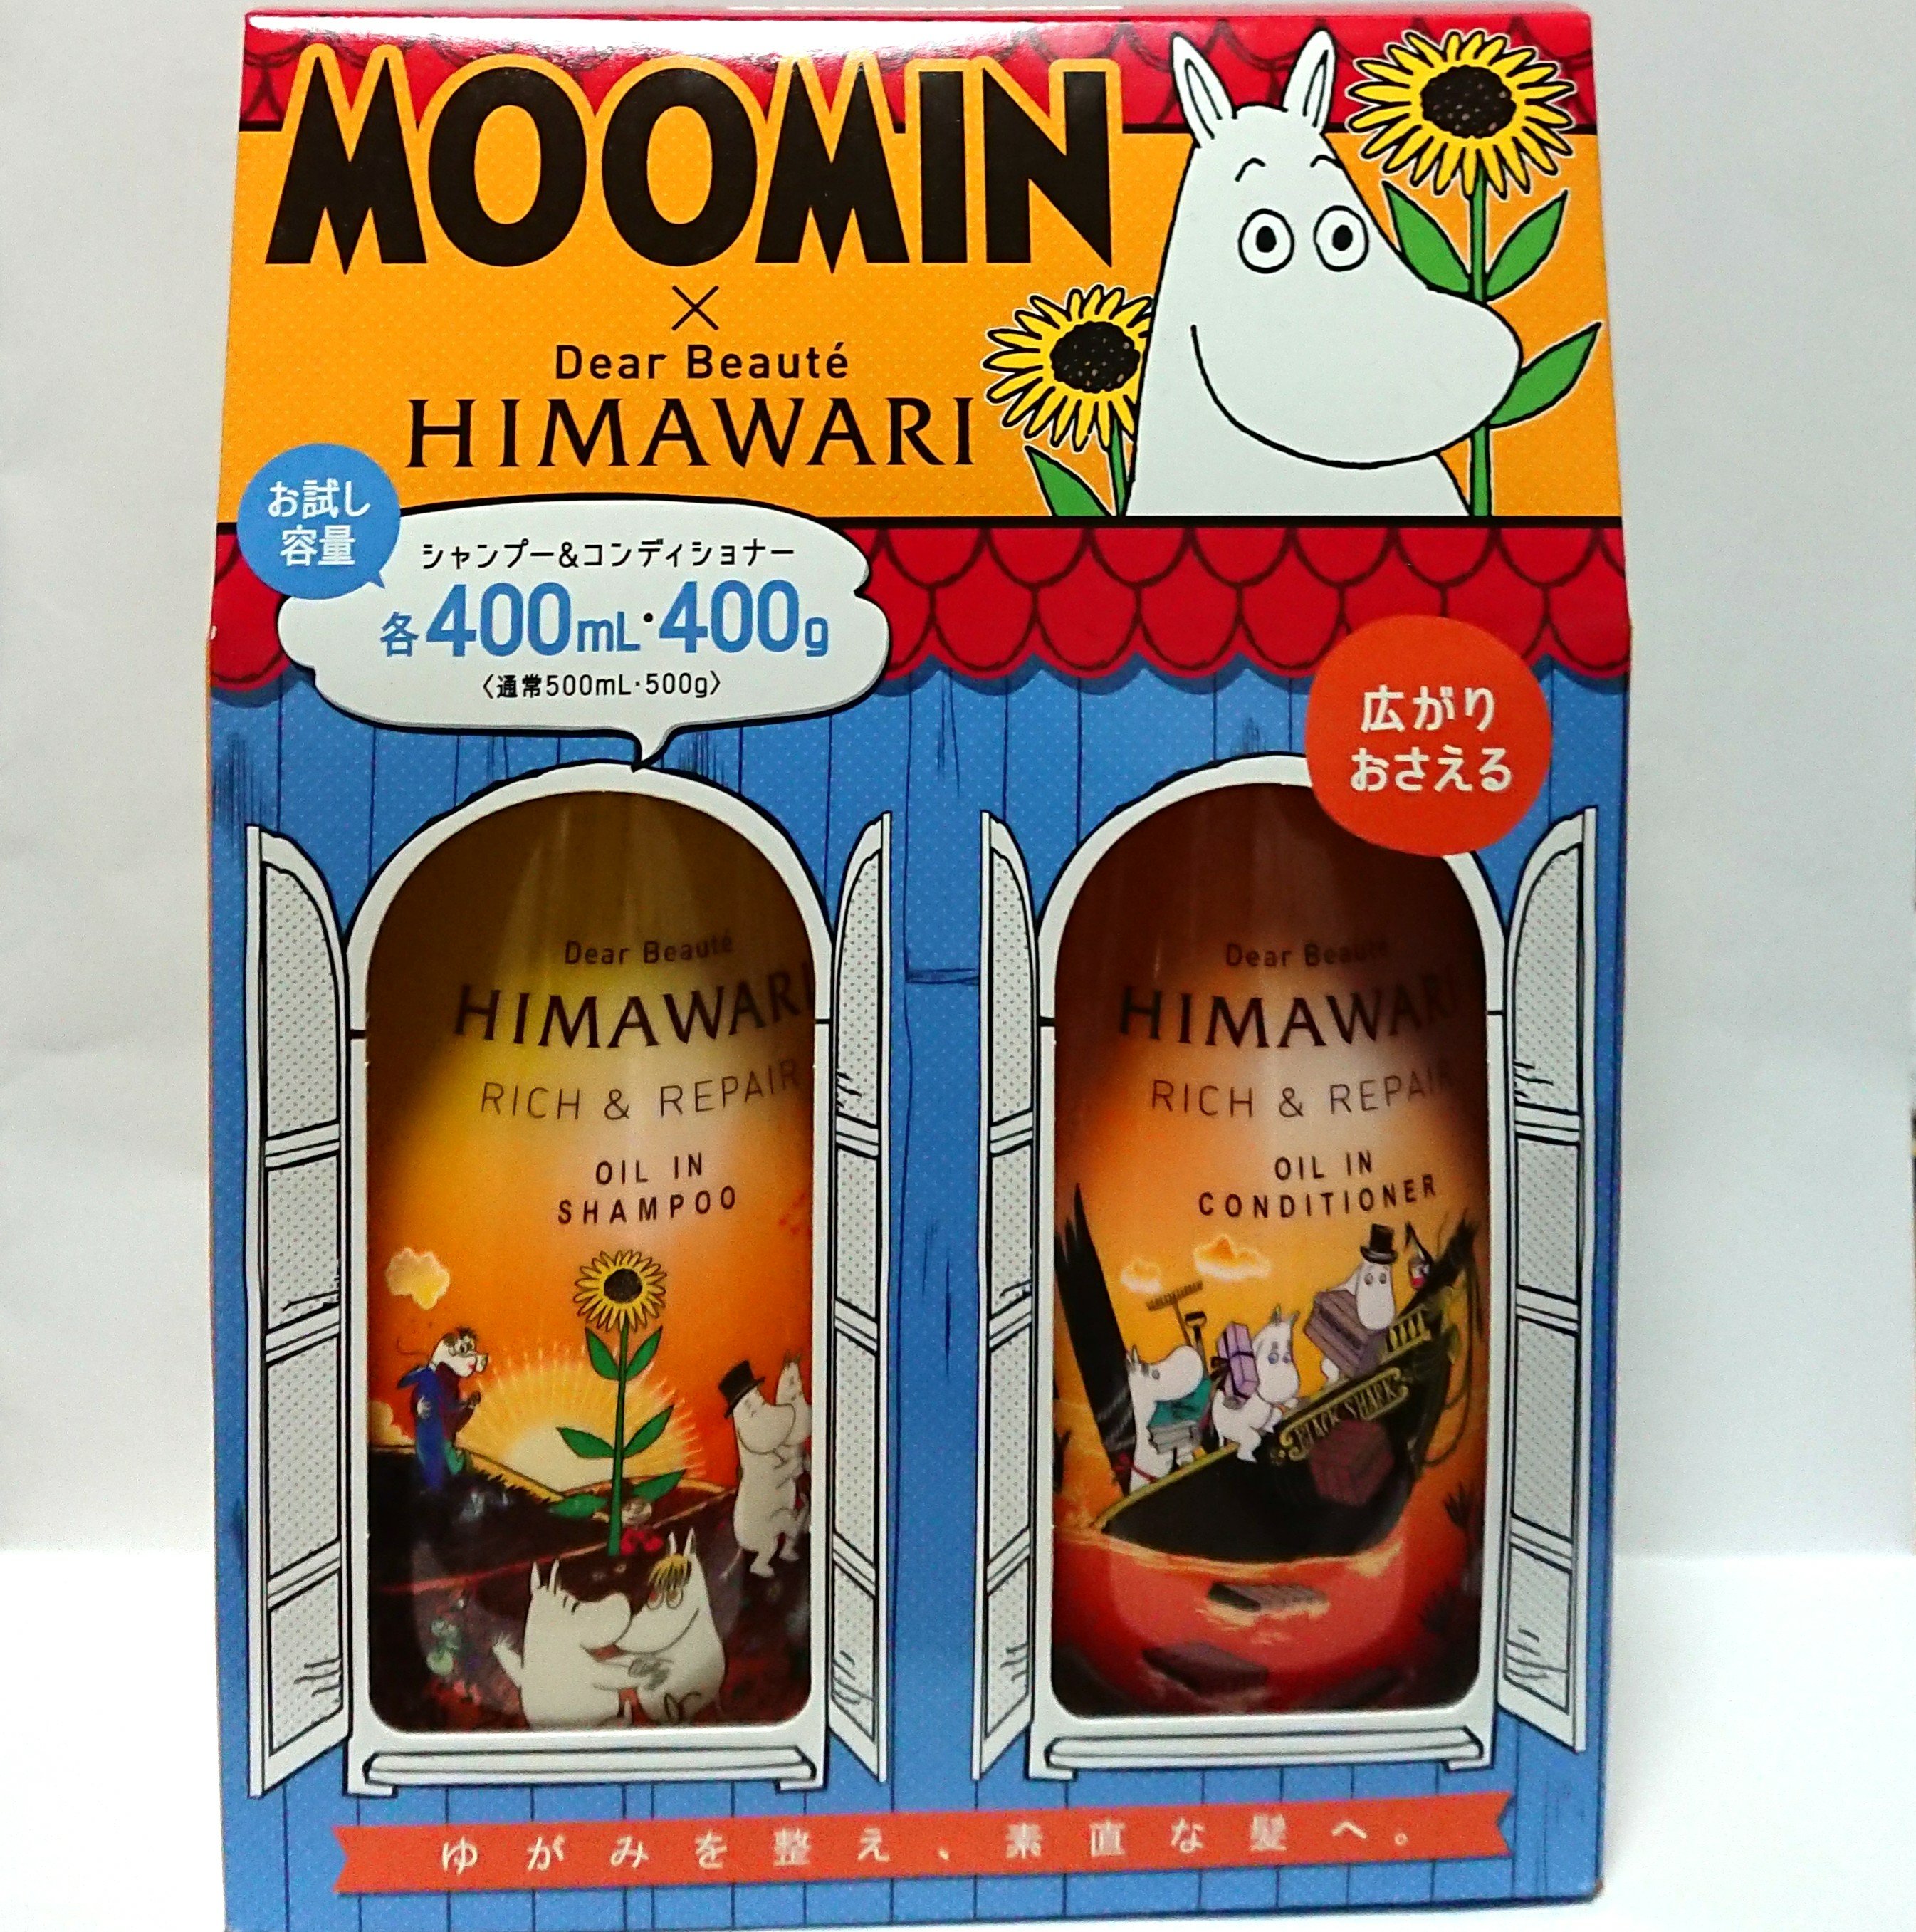 MOOMIN
×
Dear Beauté
HIMAWARI
お試し
容量
シャンプー&コンディショナー
各400mL・400g
〈通常500mL・500g〉
広がり
おさえる
Dear Beauté
HIMAWARI
RICH & REPAIR
OIL IN
SHAMPOO
Dear Beauté
HIMAWARI
RICH & REPAIR
OIL IN
CONDITIONER
BLACK SHARK
ゆがみを整え、素直な髪へ。